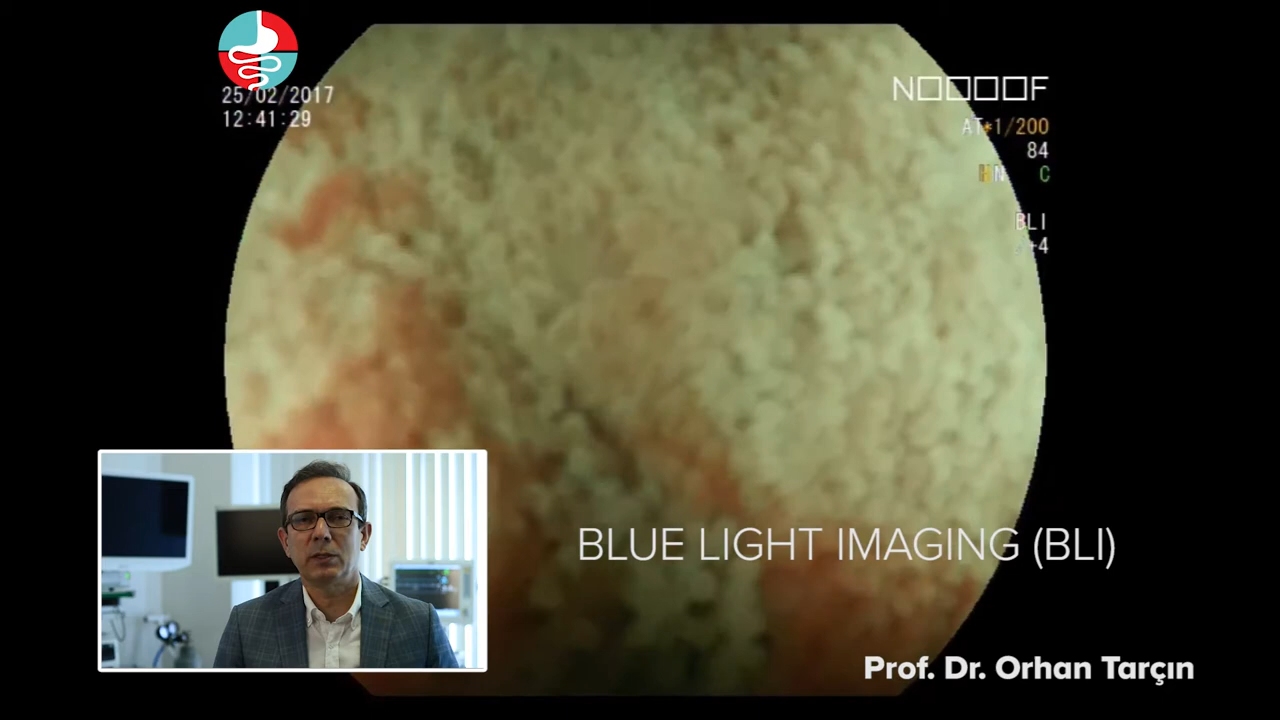 25/02/2017
12:41:29
N□□□□F
AT*1/200
84
HN C
BLI
+4
BLUE LIGHT IMAGING (BLI)
Prof. Dr. Orhan Tarçın